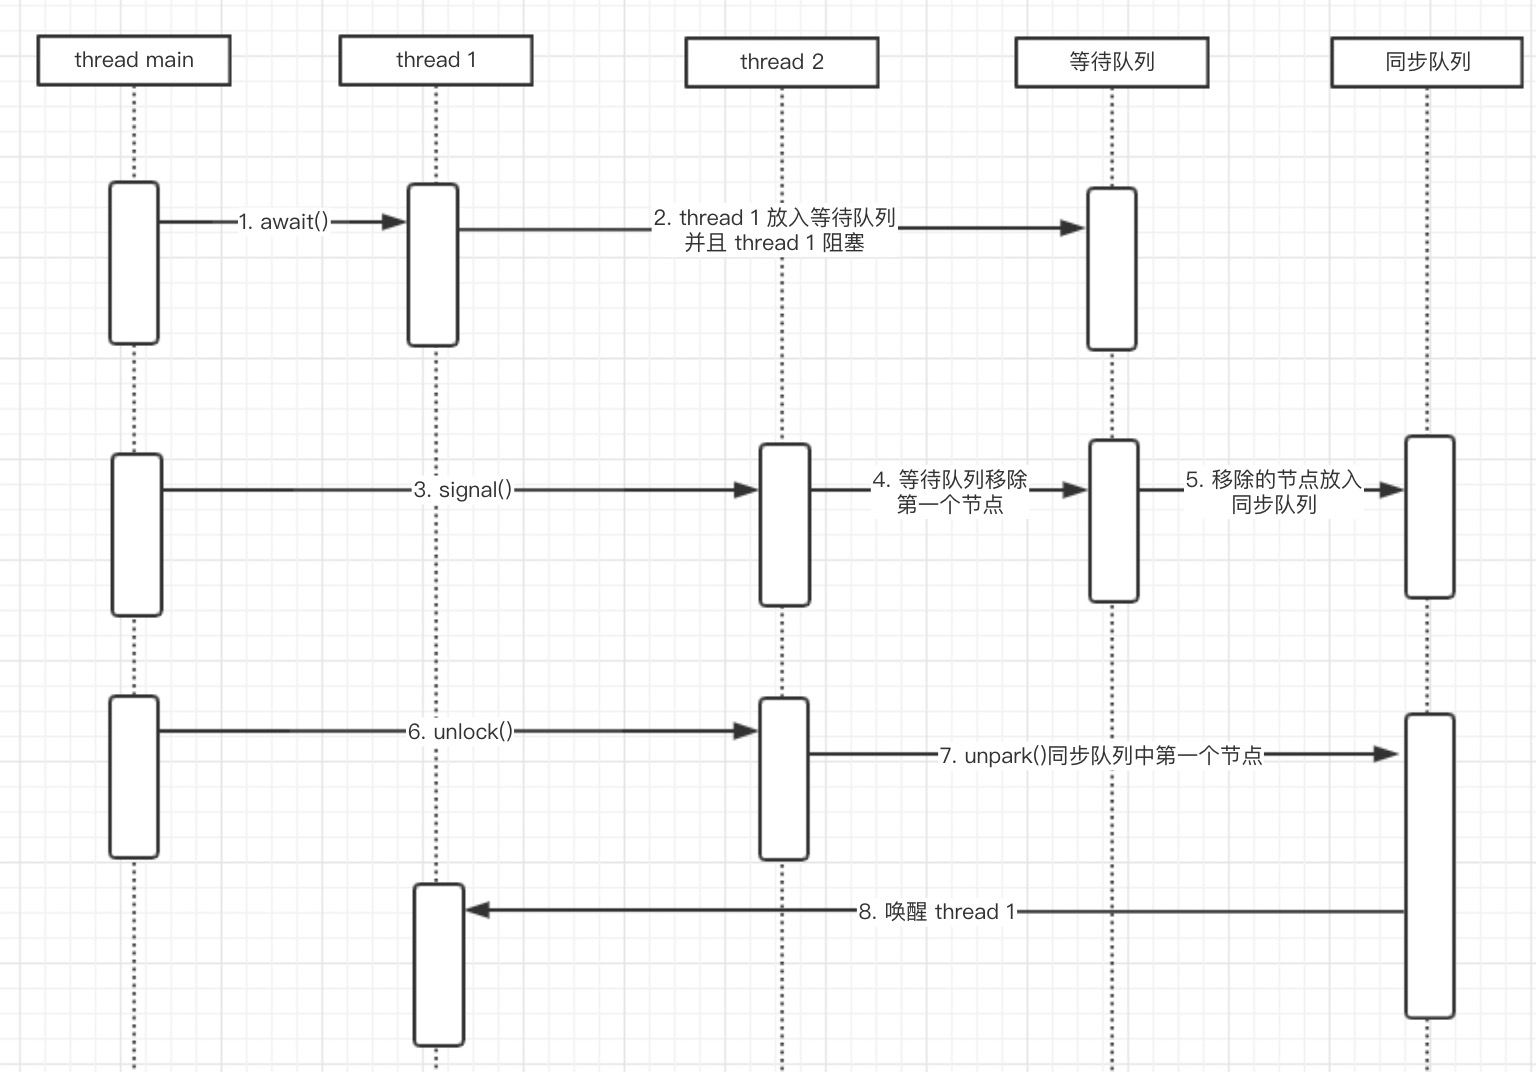 thread main
thread 1
thread 2
等待队列
同步队列
1. await()
2. thread 1 放入等待队列
并且 thread 1 阻塞
3. signal()
4. 等待队列移除
第一个节点
5. 移除的节点放入
同步队列
6. unlock()
7. unpark()同步队列中第一个节点
8. 唤醒 thread 1